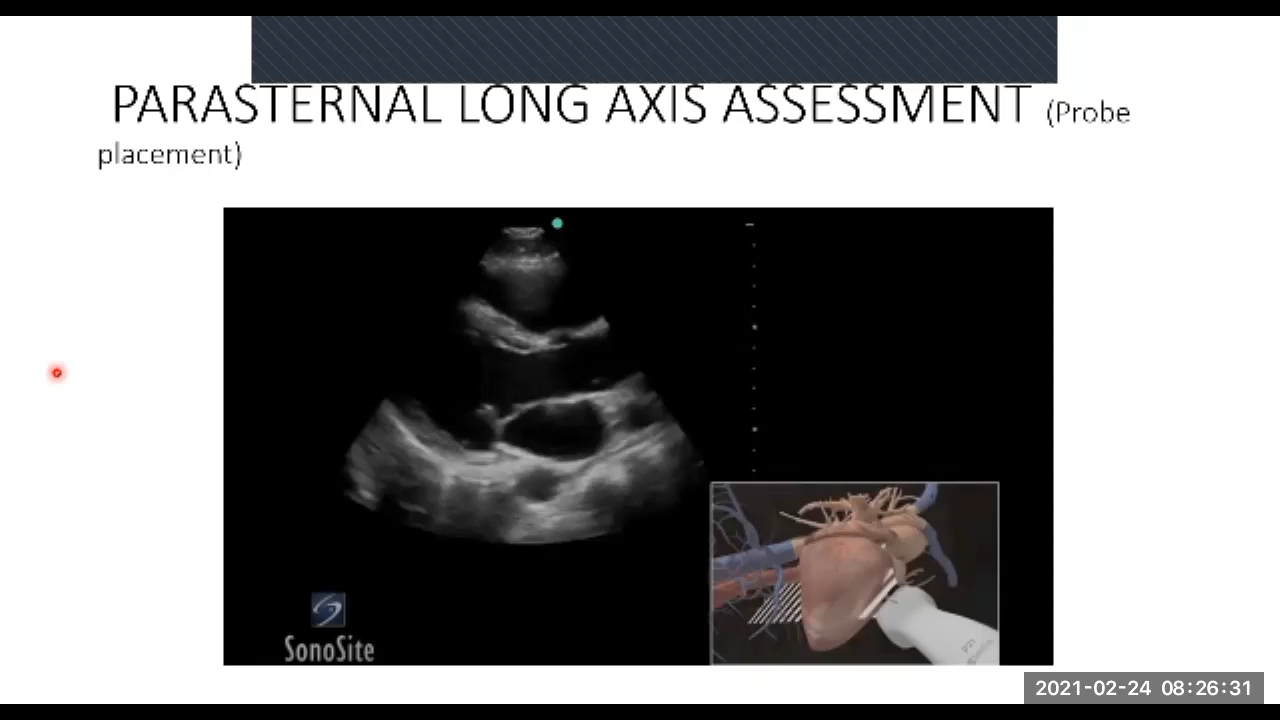 PARASTERNAL LONG AXIS ASSESSMENT (Probe
placement)
SonoSite
2021-02-24 08:26:31